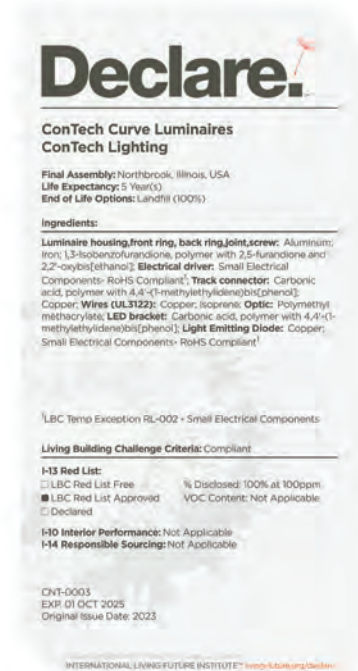 Declare.
ConTech Curve Luminaires
ConTech Lighting
Final Assembly: Northbrook, Illinois, USA
Life Expectancy: 5 Year(s)
End of Life Options: Landfill (100%)
Ingredients:
Luminaire housing,front ring, back ring,joint,screw: Aluminum;
Iron; 1,3-Isobenzofurandione, polymer with 2,5-furandione and
2,2'-oxybis[ethanol]; Electrical driver: Small Electrical
Components- RoHS Compliant¹; Track connector: Carbonic
acid, polymer with 4,4'-(1-methylethylidene)bis[phenol];
Copper; Wires (UL3122): Copper; Isoprene; Optic: Polymethyl
methacrylate; LED bracket: Carbonic acid, polymer with 4,4'-(1-
methylethylidene)bis[phenol]; Light Emitting Diode: Copper;
Small Electrical Components- RoHS Compliant¹
¹LBC Temp Exception RL-002 - Small Electrical Components
Living Building Challenge Criteria: Compliant
I-13 Red List:
LBC Red List Free % Disclosed: 100% at 100ppm
LBC Red List Approved VOC Content: Not Applicable
Declared
I-10 Interior Performance: Not Applicable
I-14 Responsible Sourcing: Not Applicable
CNT-0003
EXP. 01 OCT 2025
Original Issue Date: 2023
INTERNATIONAL LIVING FUTURE INSTITUTE™ living-future.org/declare